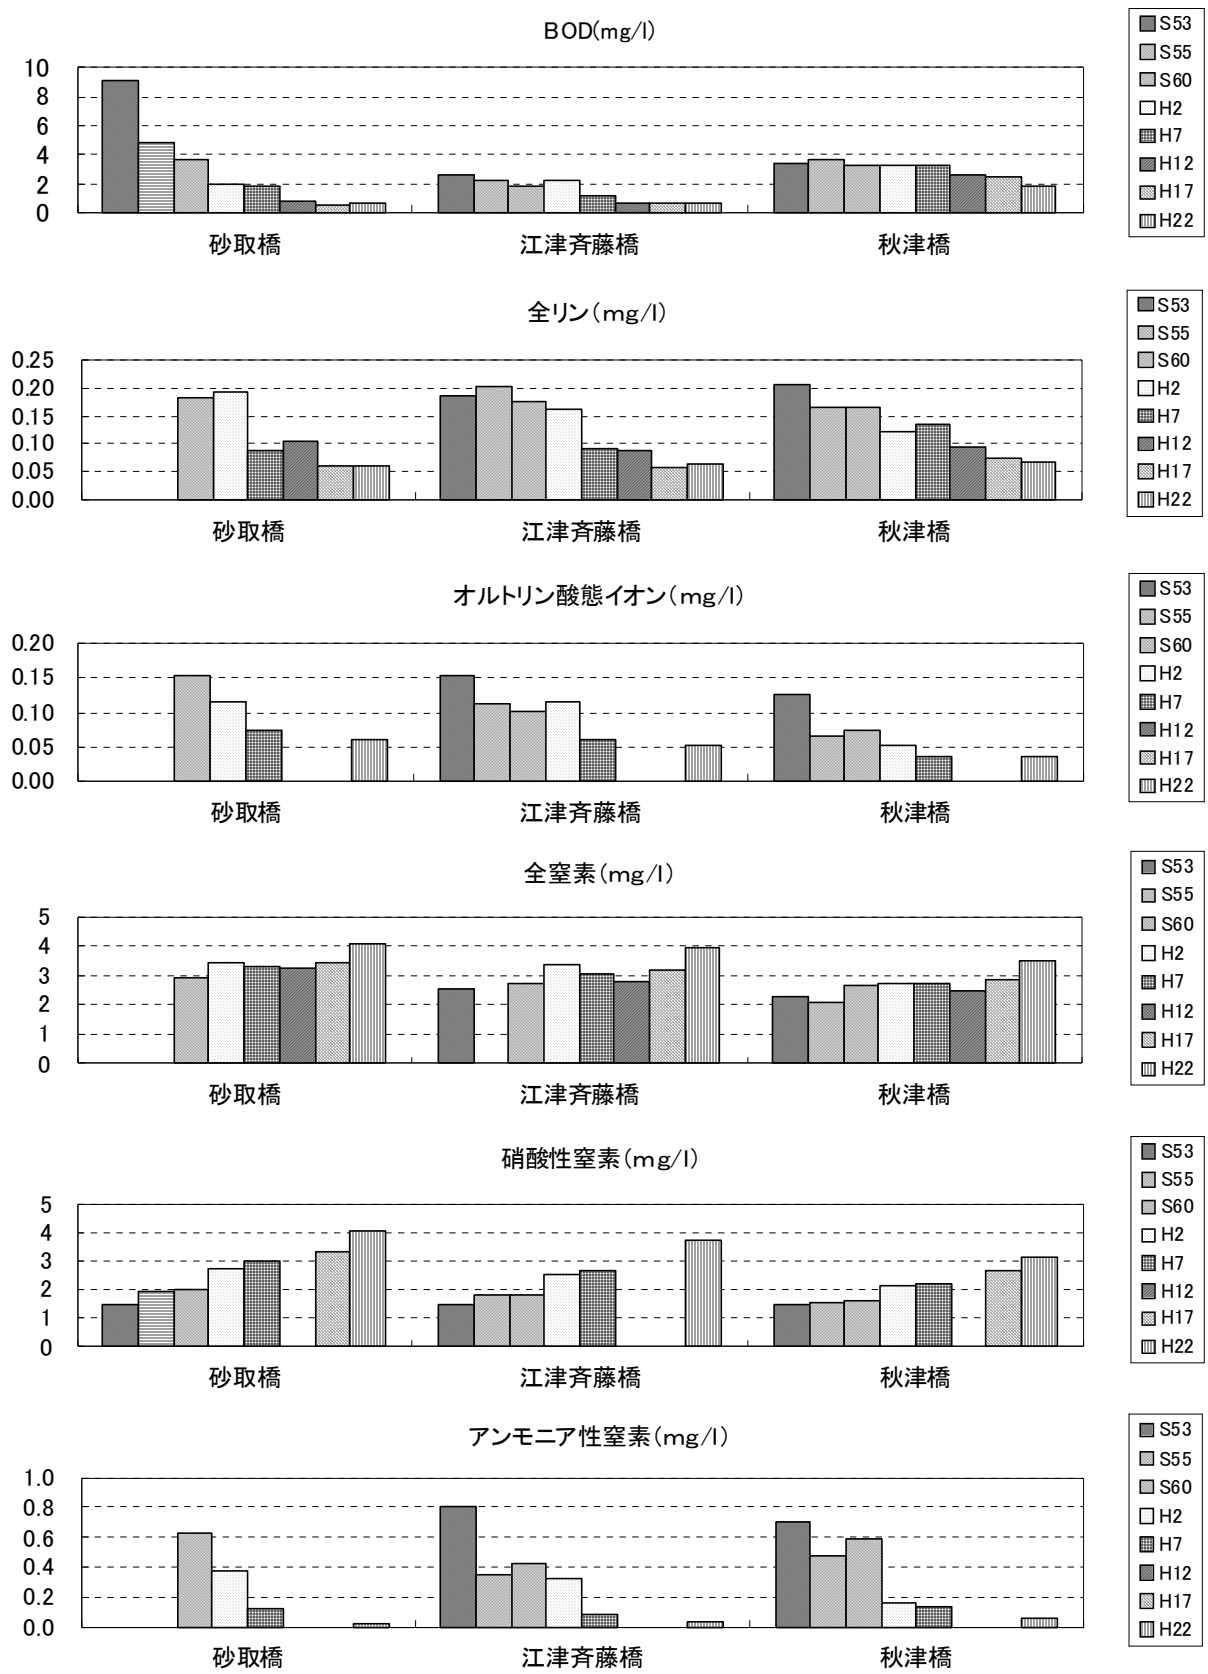 BOD(mg/l)
10
8
6
4
2
0
砂取橋
江津斉藤橋
秋津橋
S53
S55
S60
H2
H7
H12
H17
H22
全リン(mg/l)
0.25
0.20
0.15
0.10
0.05
0.00
砂取橋
江津斉藤橋
秋津橋
S53
S55
S60
H2
H7
H12
H17
H22
オルトリン酸態イオン(mg/l)
0.20
0.15
0.10
0.05
0.00
砂取橋
江津斉藤橋
秋津橋
S53
S55
S60
H2
H7
H12
H17
H22
全窒素(mg/l)
5
4
3
2
1
0
砂取橋
江津斉藤橋
秋津橋
S53
S55
S60
H2
H7
H12
H17
H22
硝酸性窒素(mg/l)
5
4
3
2
1
0
砂取橋
江津斉藤橋
秋津橋
S53
S55
S60
H2
H7
H12
H17
H22
アンモニア性窒素(mg/l)
1.0
0.8
0.6
0.4
0.2
0.0
砂取橋
江津斉藤橋
秋津橋
S53
S55
S60
H2
H7
H12
H17
H22